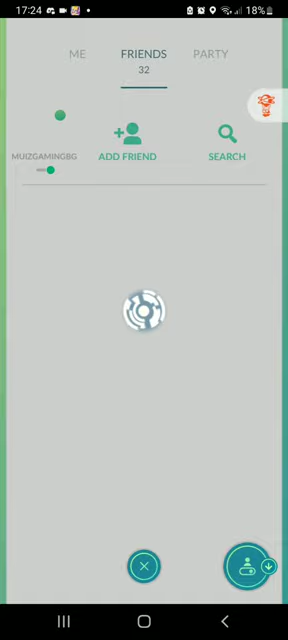 17:24
18%
ME
FRIENDS
PARTY
32
MUIZGAMINGBG
ADD FRIEND
SEARCH